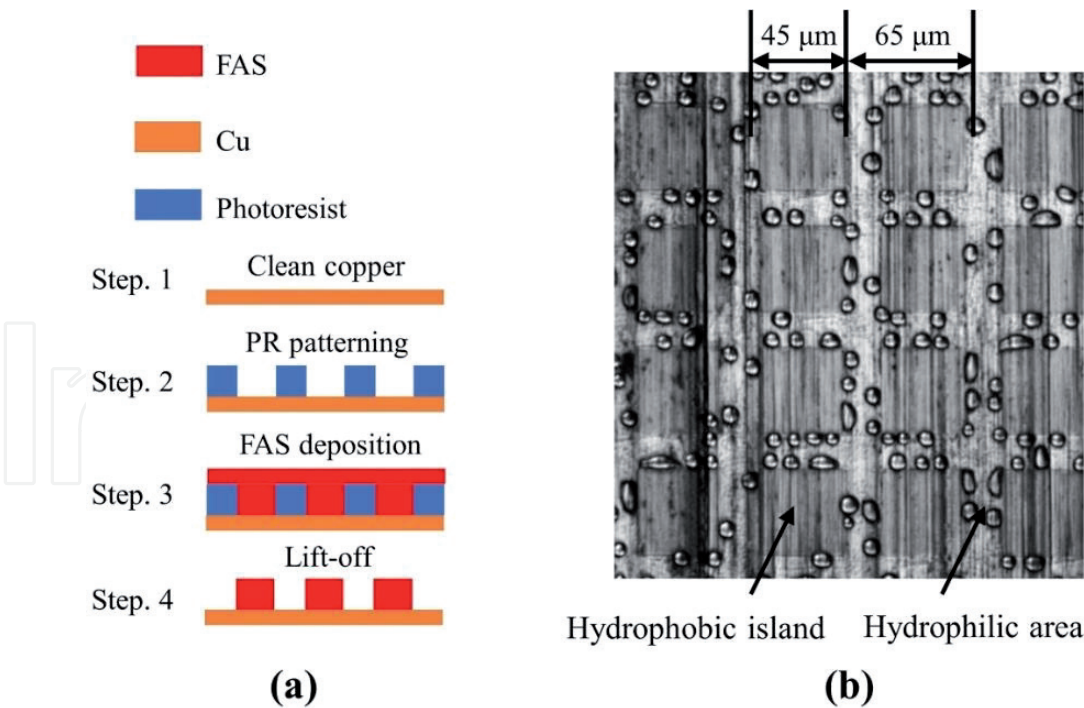 FAS
Cu
Photoresist
Step. 1
Clean copper
PR patterning
Step. 2
FAS deposition
Step. 3
Lift-off
Step. 4
(a)
45 μm
65 μm
Hydrophobic island
Hydrophilic area
(b)